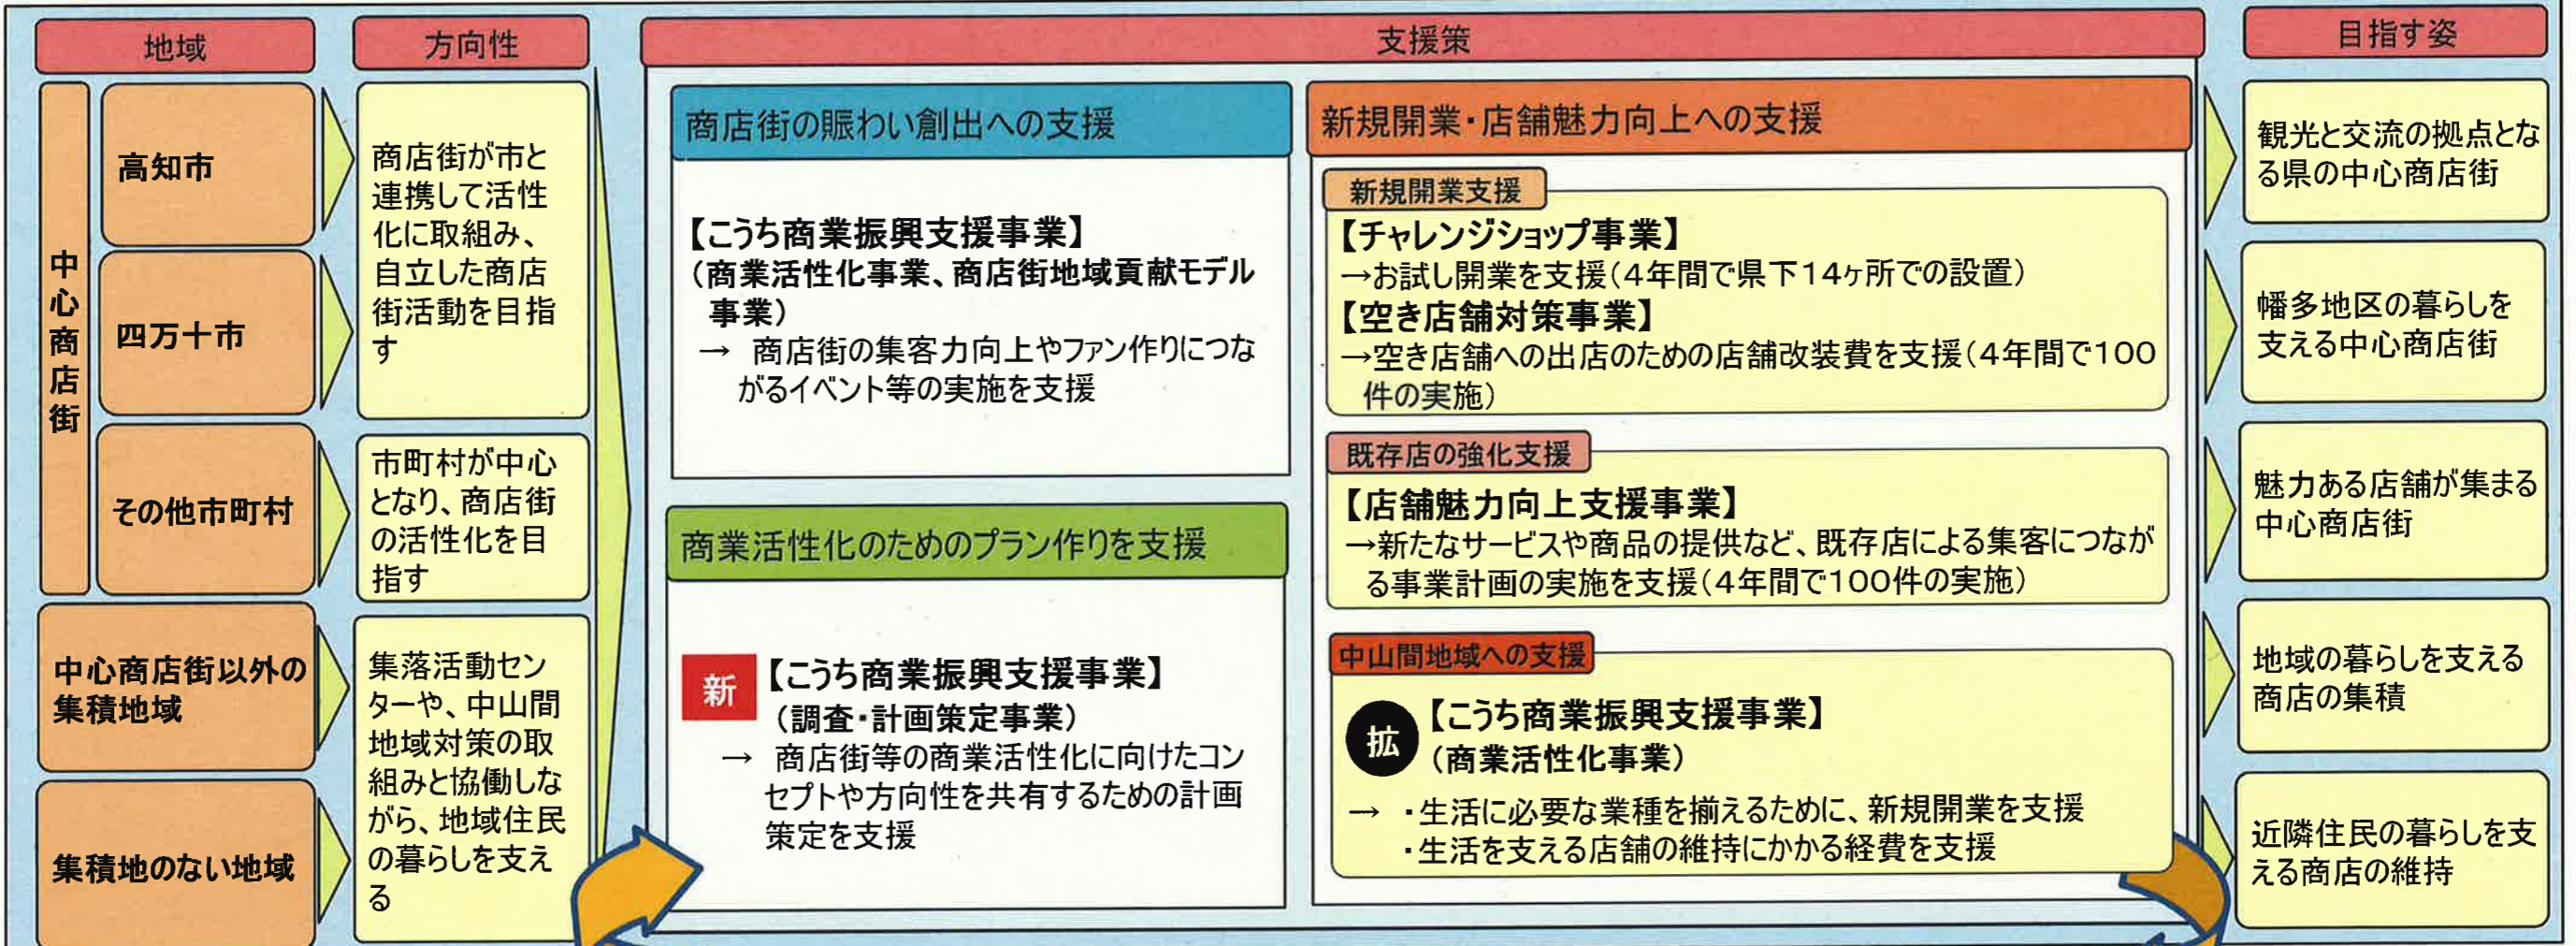 地域
方向性
支援策
目指す姿
中心商店街
高知市
四万十市
その他市町村
中心商店街以外の
集積地域
集積地のない地域
商店街が市と
連携して活性
化に取組み、
自立した商店
街活動を目指
す
市町村が中心
となり、商店街
の活性化を目
指す
集落活動セン
ターや、中山間
地域対策の取
組みと協働しな
がら、地域住民
の暮らしを支え
る
商店街の賑わい創出への支援
【こうち商業振興支援事業】
（商業活性化事業、商店街地域貢献モデル
事業）
→ 商店街の集客力向上やファン作りにつな
がるイベント等の実施を支援
商業活性化のためのプラン作りを支援
新 【こうち商業振興支援事業】
（調査・計画策定事業）
→ 商店街等の商業活性化に向けたコン
セプトや方向性を共有するための計画
策定を支援
新規開業・店舗魅力向上への支援
新規開業支援
【チャレンジショップ事業】
→お試し開業を支援（４年間で県下１４ヶ所での設置）
【空き店舗対策事業】
→空き店舗への出店のための店舗改装費を支援（４年間で１００
件の実施）
既存店の強化支援
【店舗魅力向上支援事業】
→新たなサービスや商品の提供など、既存店による集客につなが
る事業計画の実施を支援（４年間で１００件の実施）
中山間地域への支援
拡 【こうち商業振興支援事業】
（商業活性化事業）
→ ・生活に必要な業種を揃えるために、新規開業を支援
・生活を支える店舗の維持にかかる経費を支援
観光と交流の拠点とな
る県の中心商店街
幡多地区の暮らしを
支える中心商店街
魅力ある店舗が集まる
中心商店街
地域の暮らしを支える
商店の集積
近隣住民の暮らしを支
える商店の維持